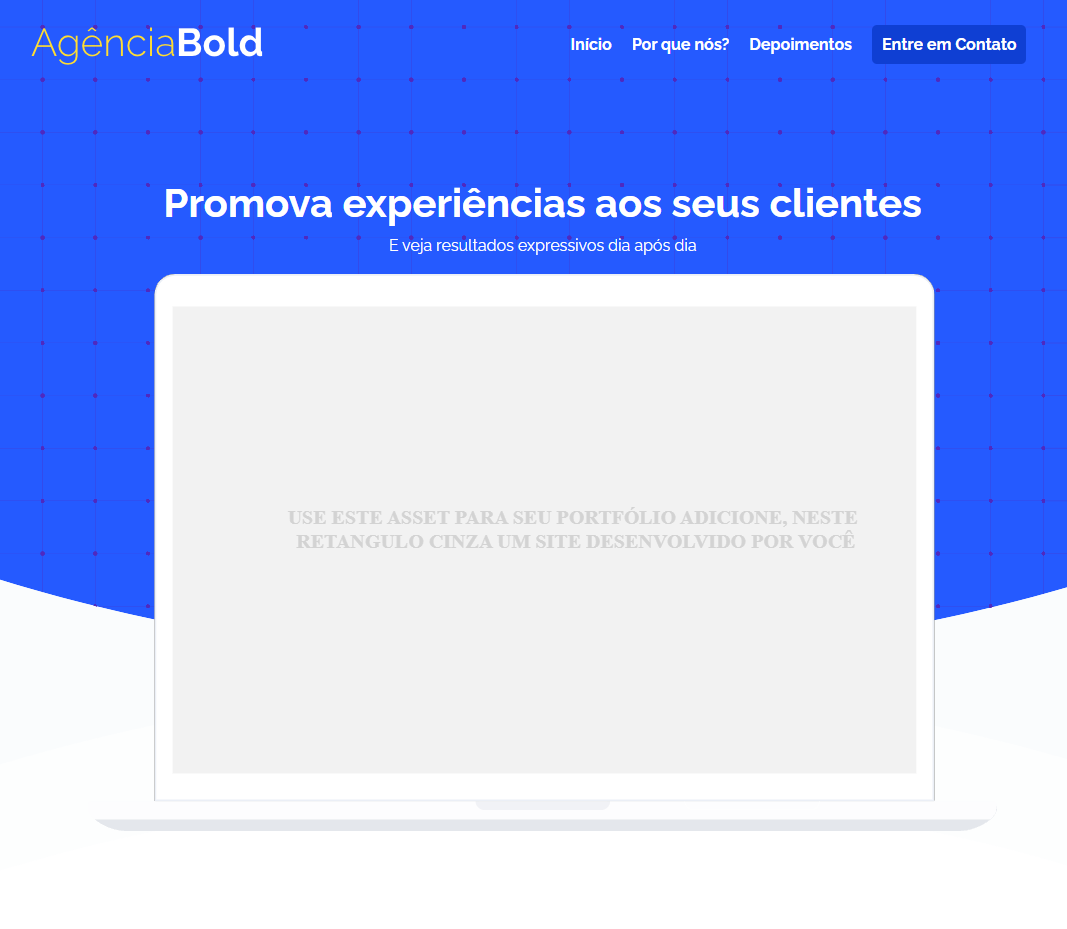 AgênciaBold
Início Por que nós? Depoimentos Entre em Contato
Promova experiências aos seus clientes
E veja resultados expressivos dia após dia
USE ESTE ASSET PARA SEU PORTFÓLIO ADICIONE, NESTE
RETANGULO CINZA UM SITE DESENVOLVIDO POR VOCÊ